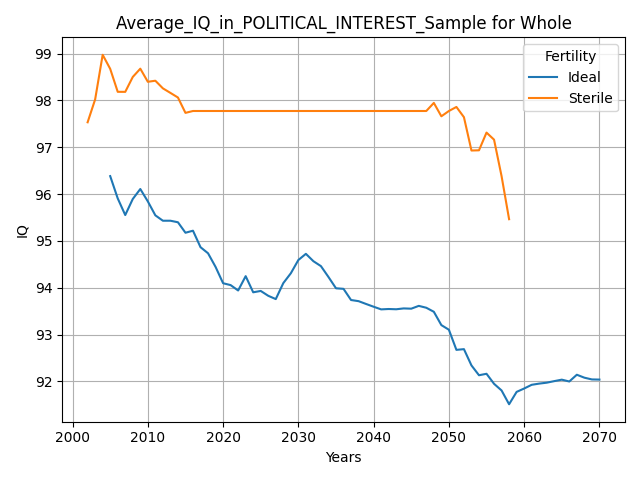 Average_IQ_in_POLITICAL_INTEREST_Sample for Whole
Fertility
Ideal
Sterile
99
98
97
96
95
94
93
92
IQ
2000 2010 2020 2030 2040 2050 2060 2070
Years